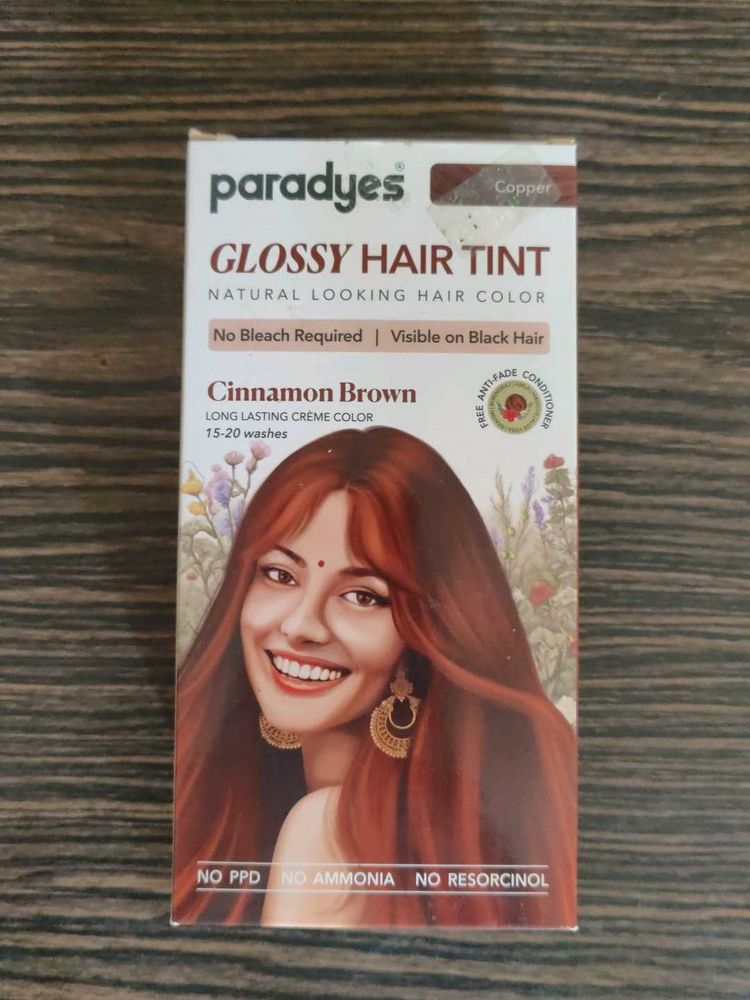 paradyes®
Copper
GLOSSY HAIR TINT
NATURAL LOOKING HAIR COLOR
No Bleach Required | Visible on Black Hair
Cinnamon Brown
LONG LASTING CRÈME COLOR
15-20 washes
FREE ANTI-FADE CONDITIONER
NO PPD NO AMMONIA NO RESORCINOL